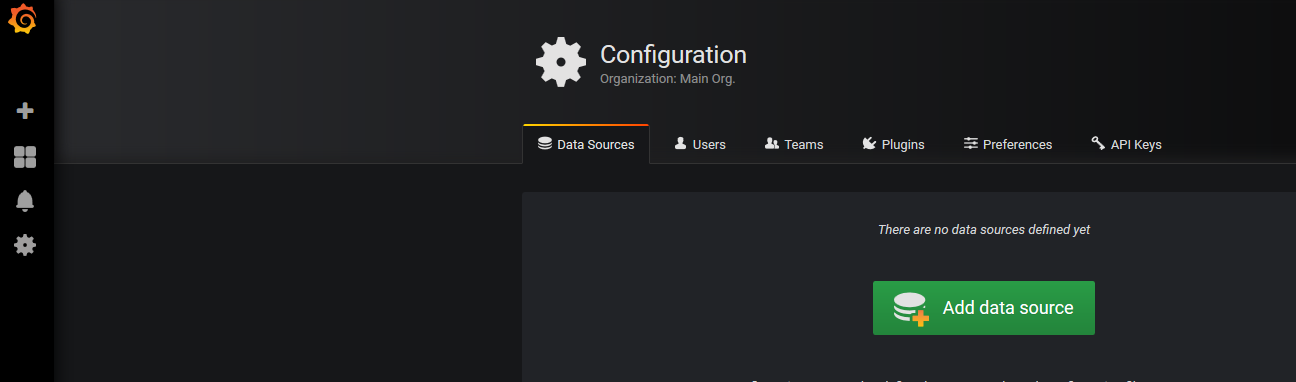 Configuration
Organization: Main Org.
Data Sources
Users
Teams
Plugins
Preferences
API Keys
There are no data sources defined yet
Add data source